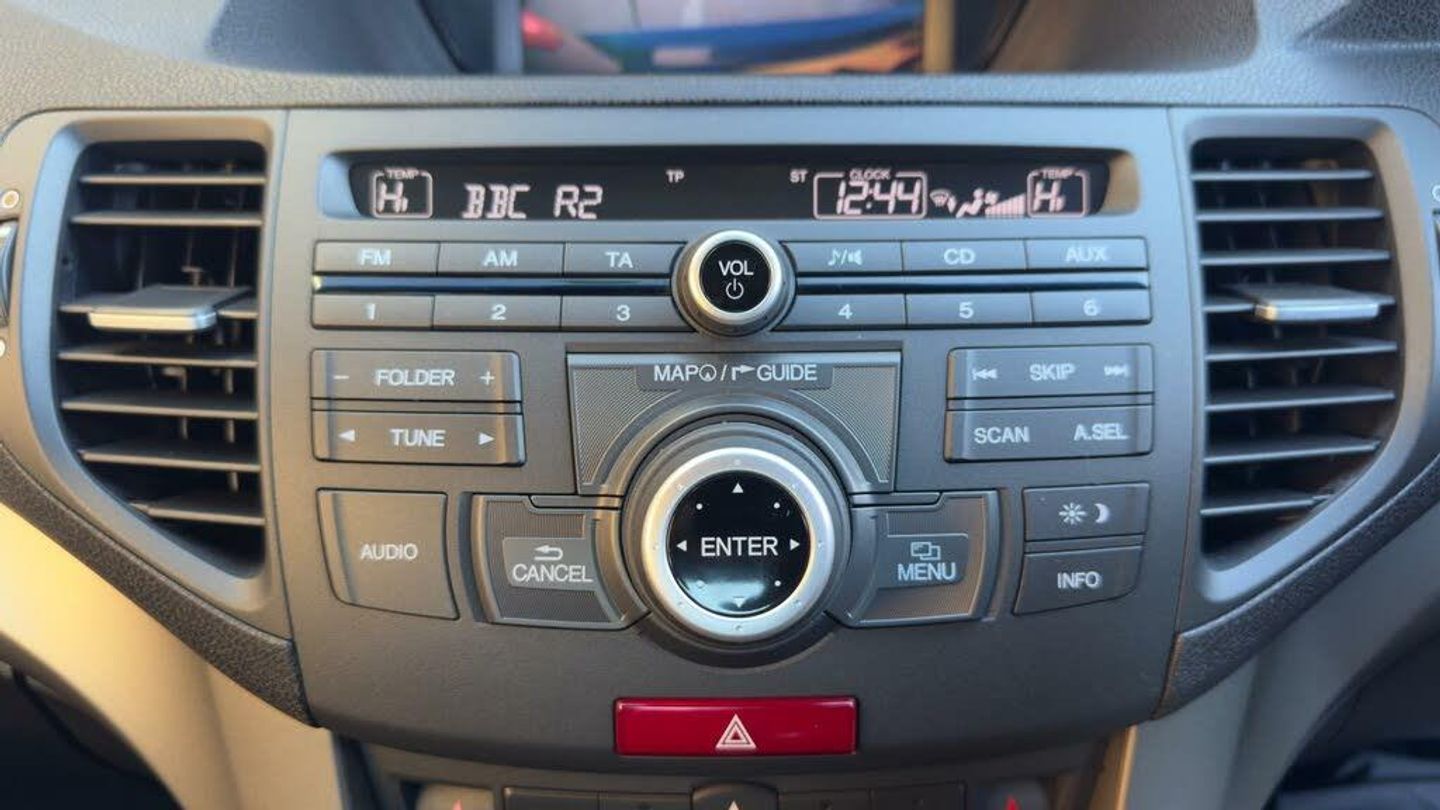 TEMP TP ST CLOCK TEMP
Hi BBC R2 12:44 Hi
FM AM TA VOL CD AUX
1 2 3 4 5 6
- FOLDER +
MAP / GUIDE
SKIP
TUNE
SCAN A.SEL
AUDIO
CANCEL
ENTER
MENU
INFO